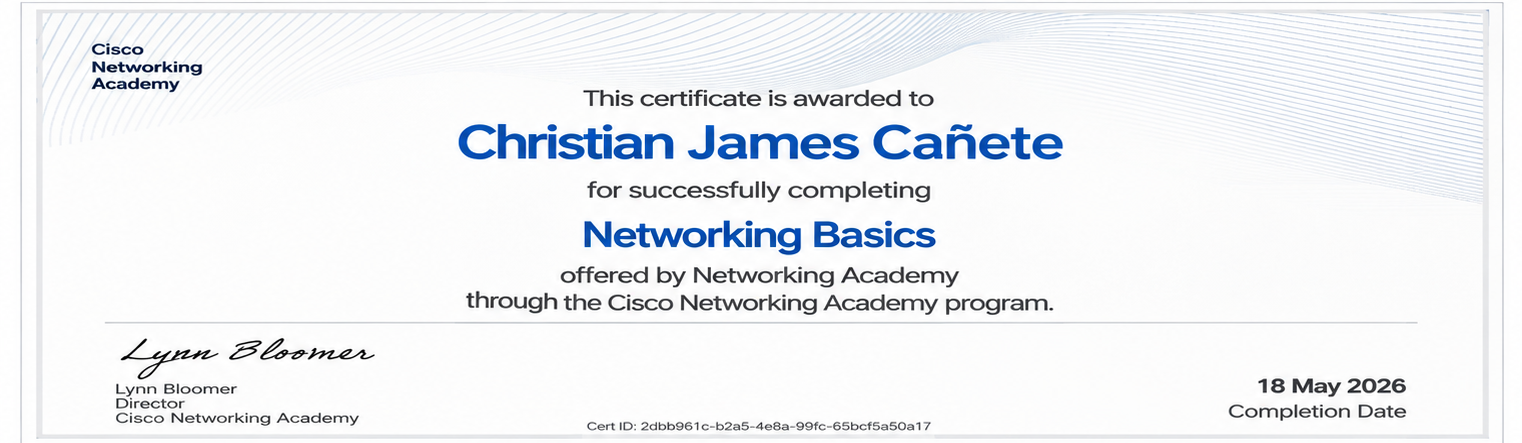 Cisco
Networking
Academy
This certificate is awarded to
Christian James Cañete
for successfully completing
Networking Basics
offered by Networking Academy
through the Cisco Networking Academy program.
Lynn Bloomer
Lynn Bloomer
Director
Cisco Networking Academy
Cert ID: 2dbb961c-b2a5-4e8a-99fc-65bcf5a50a17
18 May 2026
Completion Date